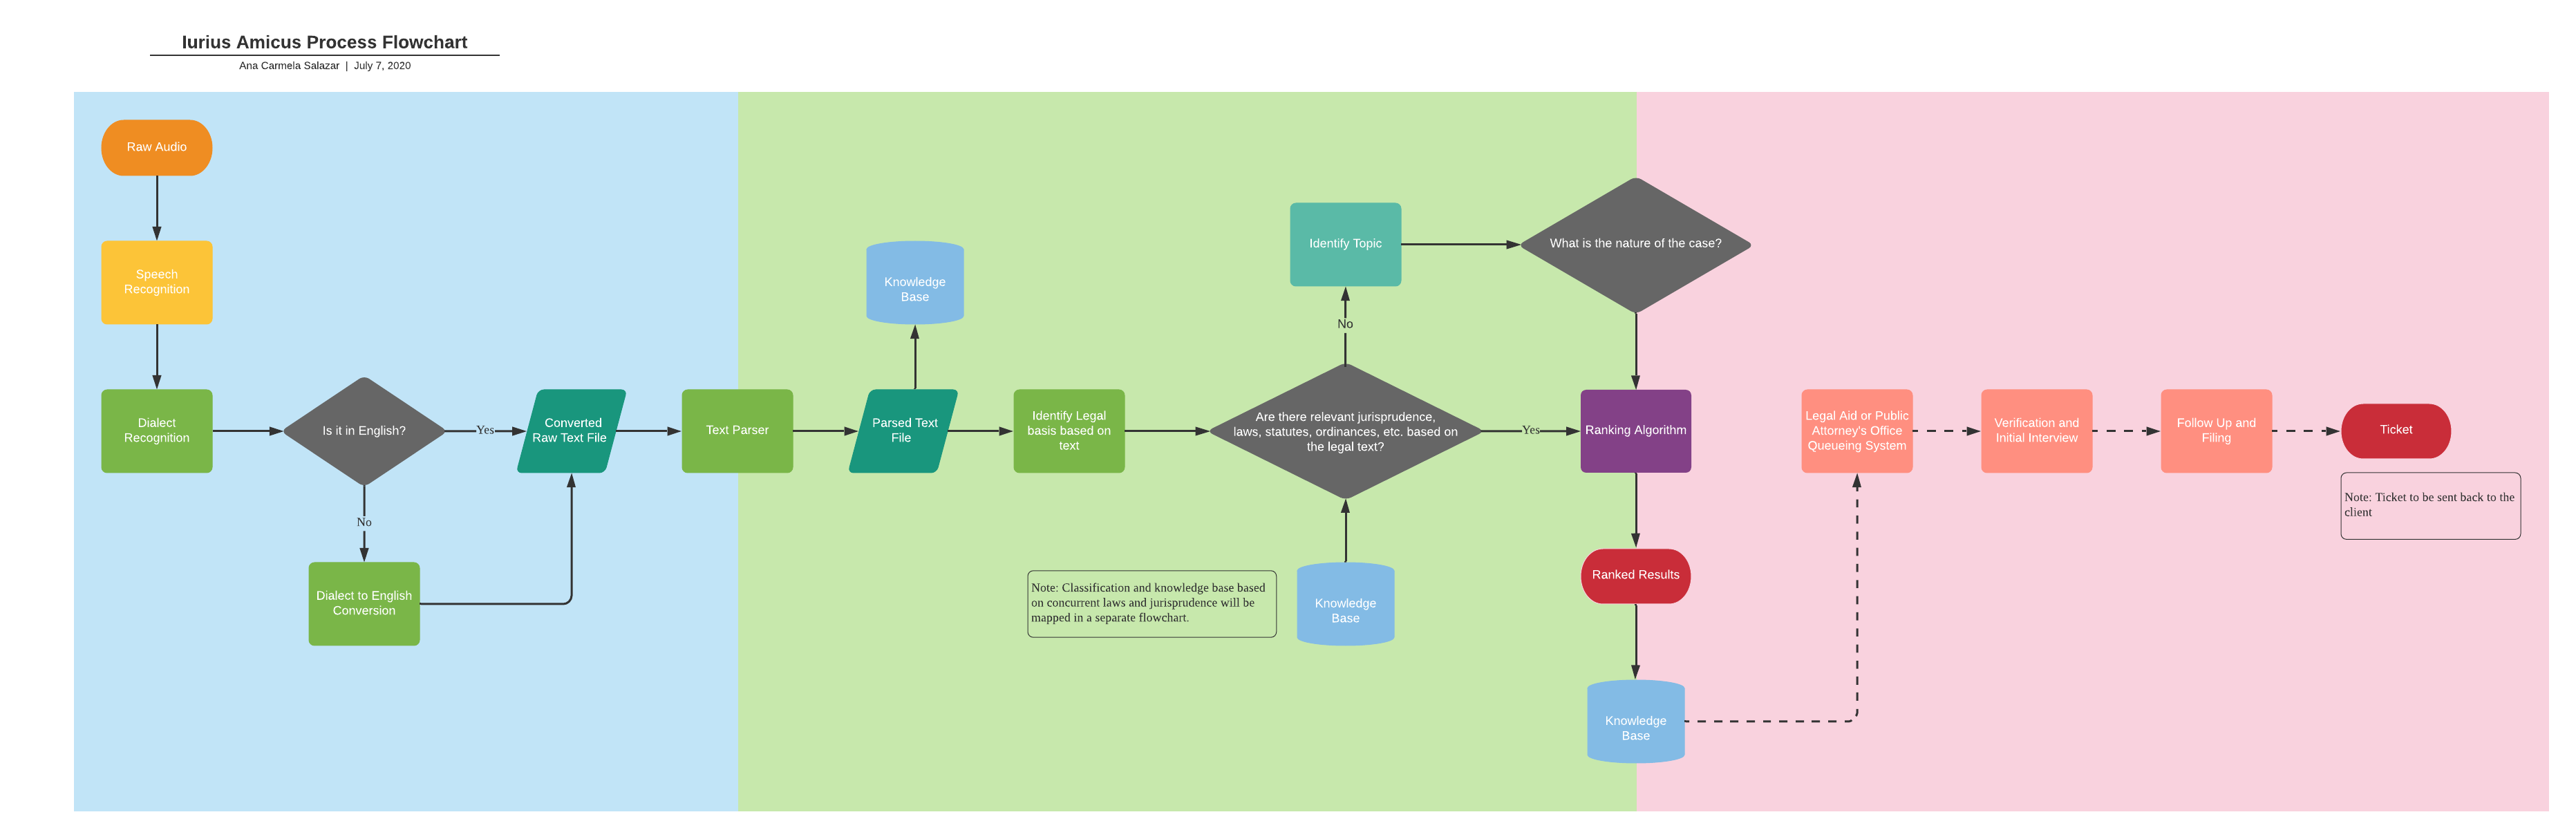 Iurius Amicus Process Flowchart
Ana Carmela Salazar | July 7, 2020
Raw Audio
Speech
Recognition
Dialect
Recognition
Is it in English?
Yes
No
Dialect to English
Conversion
Converted
Raw Text File
Text Parser
Parsed Text
File
Knowledge
Base
Identify Legal
basis based on
text
Are there relevant jurisprudence,
laws, statutes, ordinances, etc. based on
the legal text?
No
Yes
Identify Topic
What is the nature of the case?
Note: Classification and knowledge base based
on concurrent laws and jurisprudence will be
mapped in a separate flowchart.
Knowledge
Base
Ranking Algorithm
Ranked Results
Knowledge
Base
Legal Aid or Public
Attorney's Office
Queueing System
Verification and
Initial Interview
Follow Up and
Filing
Ticket
Note: Ticket to be sent back to the
client